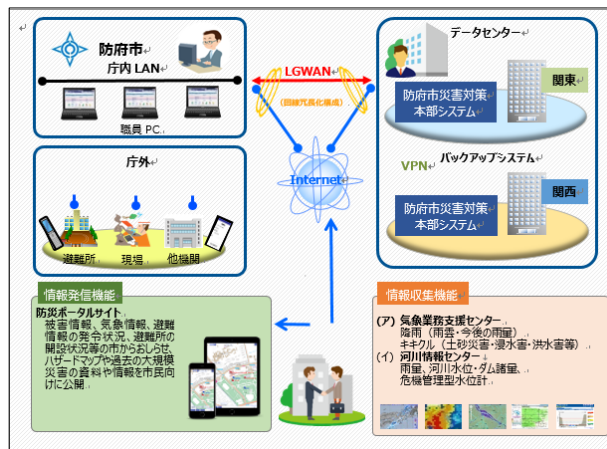 防府市
庁内 LAN
職員 PC
LGWAN
(回線冗長化構成)
データセンター
防府市災害対策
本部システム
関東
VPN バックアップシステム
防府市災害対策
本部システム
関西
庁外
避難所 現場 他機関
Internet
情報発信機能
防災ポータルサイト
被害情報、気象情報、避難
情報の発令状況、避難所の
開設状況等の市からおしらせ、
ハザードマップや過去の大規模
災害の資料や情報を市民向
けに公開
情報収集機能
(ア) 気象業務支援センター
降雨（雨雲・今後の雨量）
キキクル（土砂災害・浸水害・洪水害等）
(イ) 河川情報センター
雨量、河川水位・ダム諸量、
危機管理型水位計